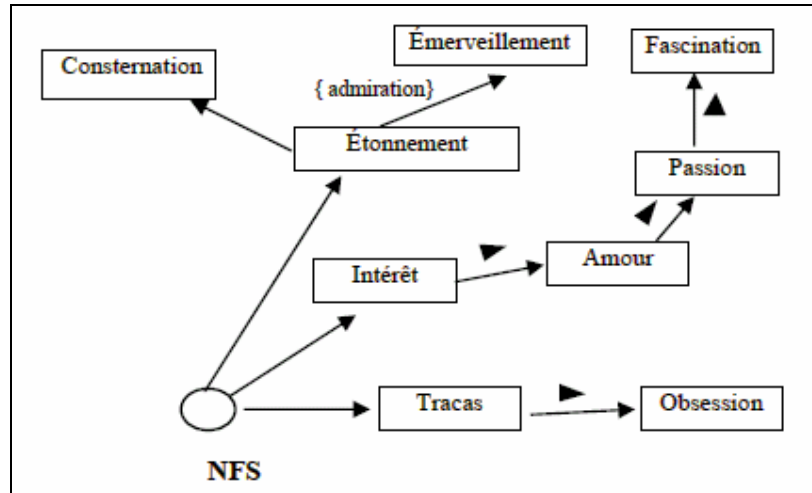 Émerveillement
Fascination
Consternation
{ admiration}
Étonnement
Passion
Intérêt
Amour
Tracas
Obsession
NFS